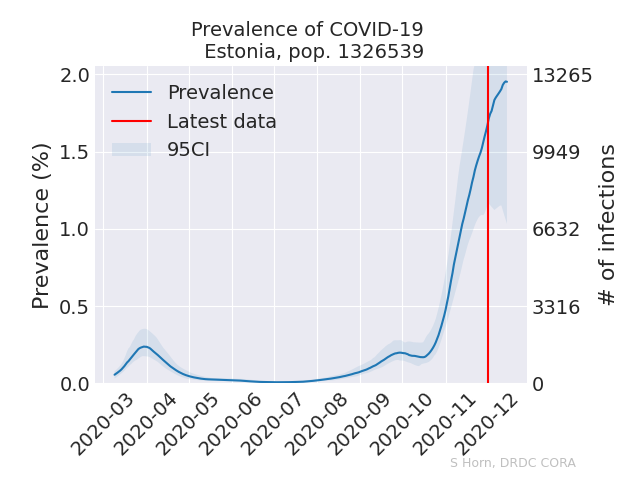 Prevalence of COVID-19
Estonia, pop. 1326539
Prevalence
Latest data
95CI
Prevalence (%)
2.0
1.5
1.0
0.5
0.0
13265
9949
6632
3316
0
# of infections
2020-03
2020-04
2020-05
2020-06
2020-07
2020-08
2020-09
2020-10
2020-11
2020-12
S Horn, DRDC CORA